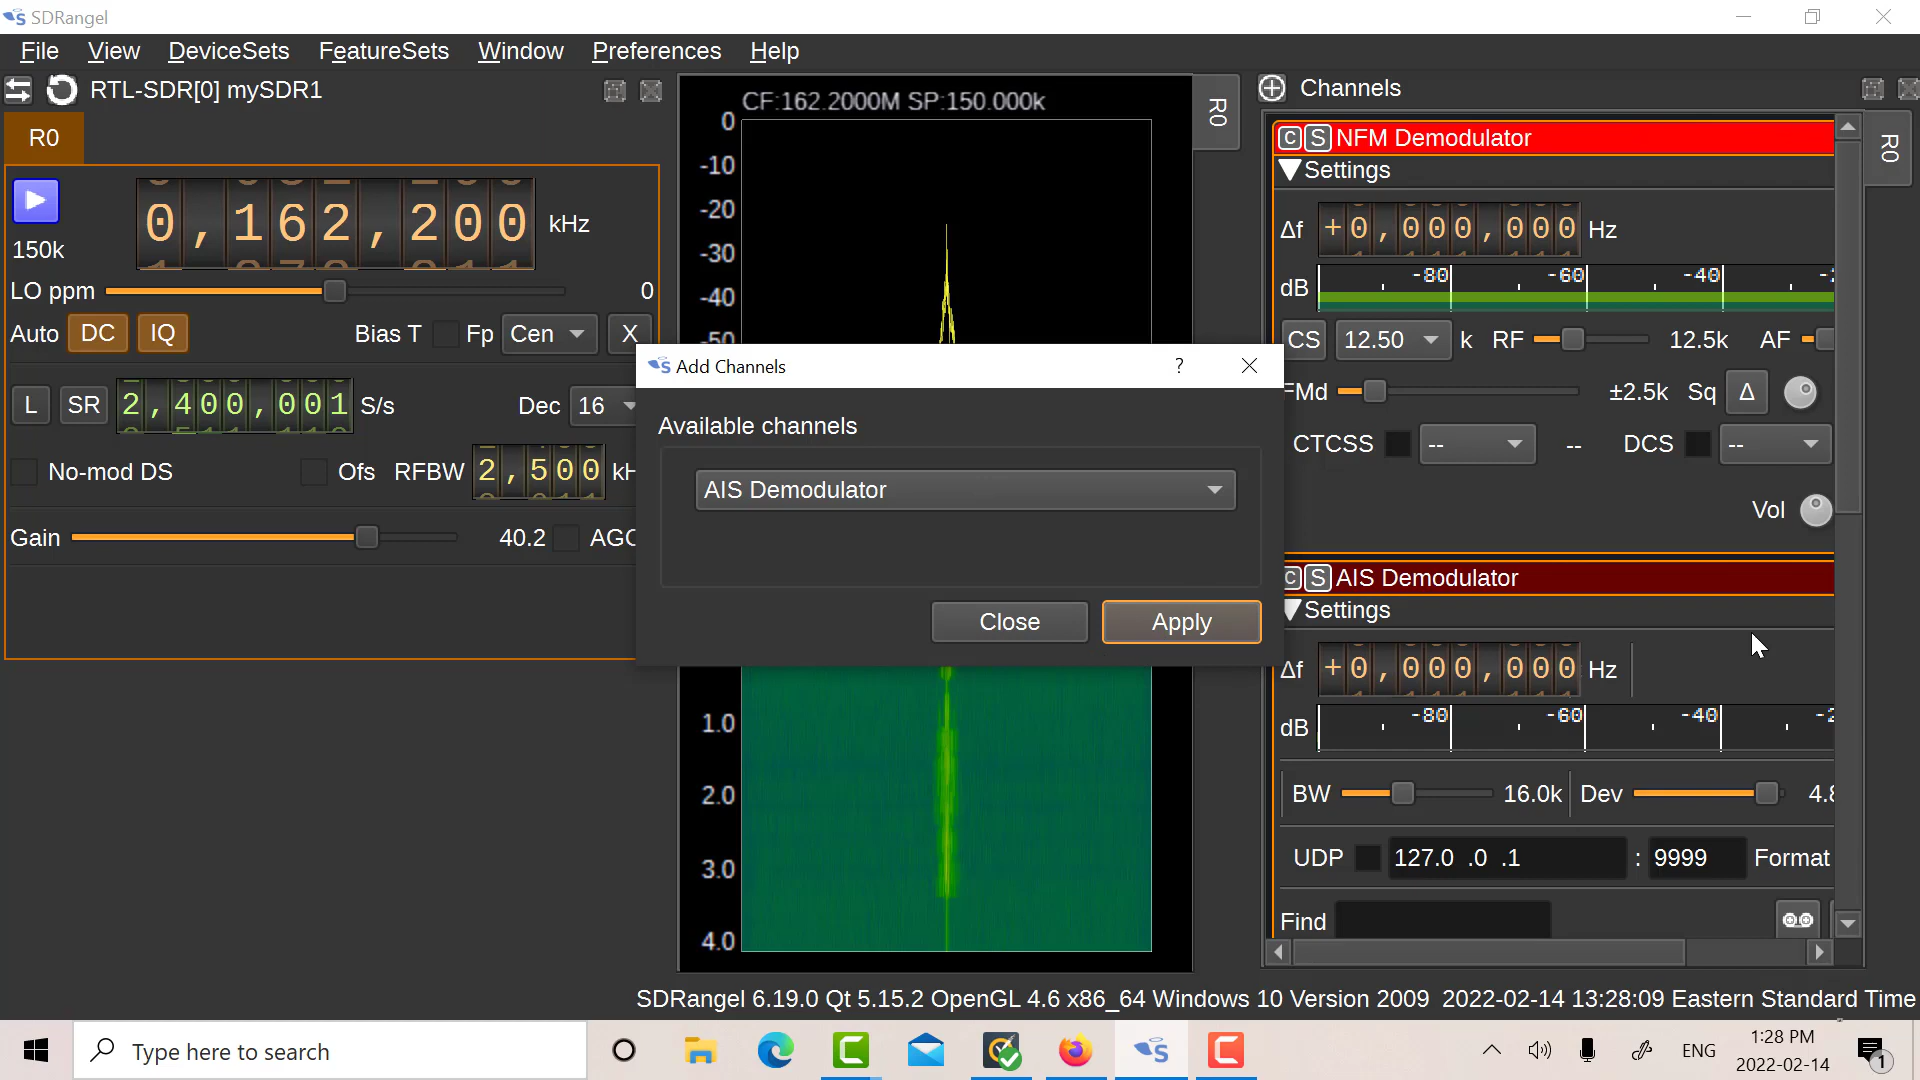 SDRangel
File View DeviceSets FeatureSets Window Preferences Help
RTL-SDR[0] mySDR1
R0
0,162,200 kHz
150k
LO ppm 0
Auto DC IQ Bias T Fp Cen X
L SR 2,400,001 S/s Dec 16
No-mod DS Ofs RFBW 2,500 kH
Gain 40.2 AGC
CF:162.2000M SP:150.000k
0
-10
-20
-30
-40
-50
1.0
2.0
3.0
4.0
R0
Add Channels ?
Available channels
AIS Demodulator
Close Apply
Channels
R0
C S NFM Demodulator
Settings
Δf +0,000,000 Hz
dB -80 -60 -40 -2
CS 12.50 k RF 12.5k AF
FMd ±2.5k Sq Δ
CTCSS -- -- DCS --
Vol
C S AIS Demodulator
Settings
Δf +0,000,000 Hz
dB -80 -60 -40 -2
BW 16.0k Dev 4.8
UDP 127.0 .0 .1 : 9999 Format
Find
SDRangel 6.19.0 Qt 5.15.2 OpenGL 4.6 x86_64 Windows 10 Version 2009 2022-02-14 13:28:09 Eastern Standard Time
Type here to search
ENG
1:28 PM
2022-02-14
1